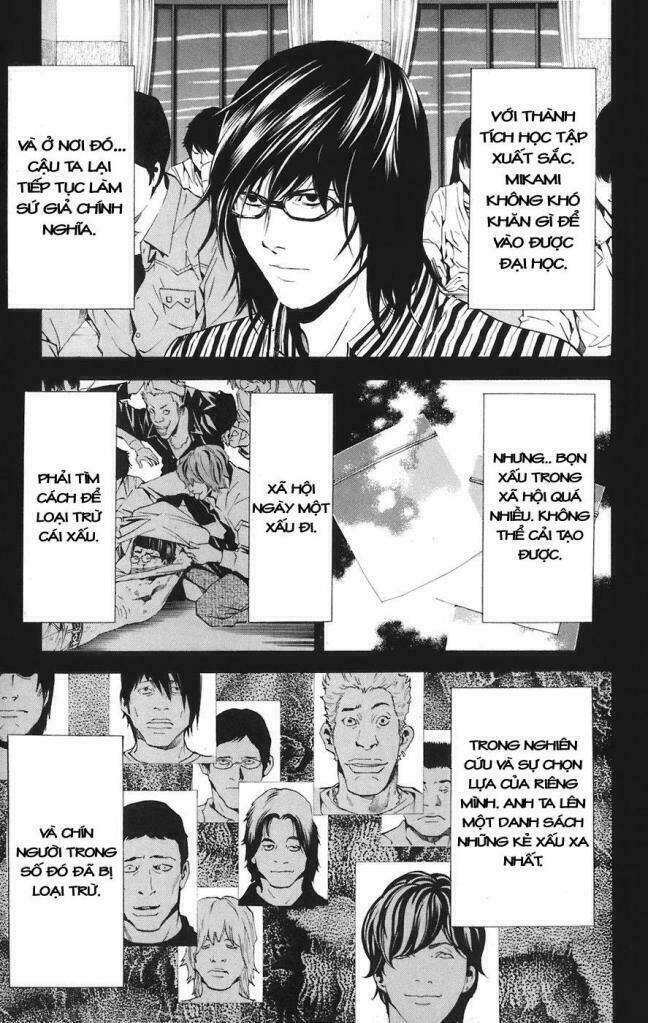 VỚI THÀNH
TÍCH HỌC TẬP
XUẤT SẮC.
MIKAMI
KHÔNG KHÓ
KHĂN GÌ ĐỂ
VÀO ĐƯỢC
ĐẠI HỌC.
VÀ Ở NƠI ĐÓ...
CẬU TA LẠI
TIẾP TỤC LÀM
SỨ GIẢ CHÍNH
NGHĨA.
NHƯNG.. BỌN
XẤU TRONG
XÃ HỘI QUÁ
NHIỀU. KHÔNG
THỂ CẢI TẠO
ĐƯỢC.
XÃ HỘI
NGÀY MỘT
XẤU ĐI.
PHẢI TÌM
CÁCH ĐỂ
LOẠI TRỪ
CÁI XẤU.
TRONG NGHIÊN
CỨU VÀ SỰ CHỌN
LỰA CỦA RIÊNG
MÌNH. ANH TA LÊN
MỘT DANH SÁCH
NHỮNG KẺ XẤU XA
NHẤT.
VÀ CHÍN
NGƯỜI TRONG
SỐ ĐÓ ĐÃ BỊ
LOẠI TRỪ.